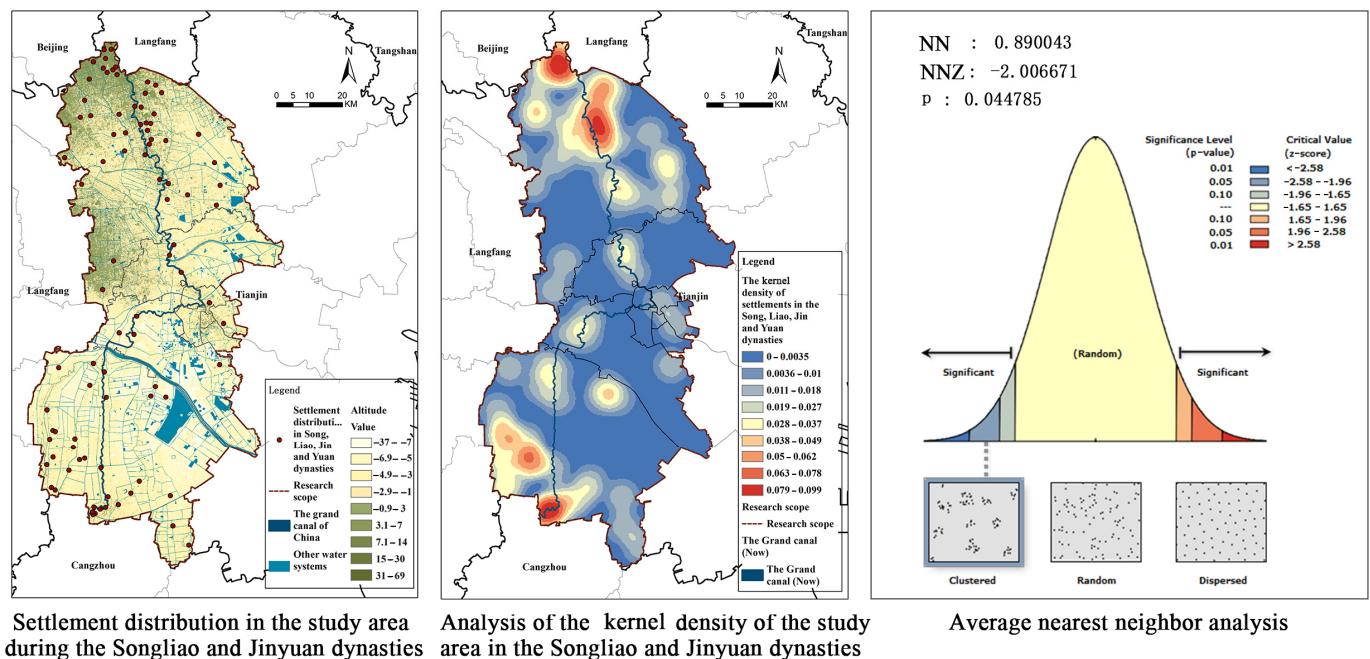 Beijing
Langfang
Tangshan
N
0 5 10 20
KM
Langfang
Langfang
Tianjin
Cangzhou
Legend
Settlement
distributi...
in Song,
Liao, Jin
and Yuan
dynasties
Research
scope
The grand
canal of
China
Other water
systems
Altitude
Value
-37 - -7
-6.9 - -5
-4.9 - -3
-2.9 - -1
-0.9 - 3
3.1 - 7
7.1 - 14
15 - 30
31 - 69
Settlement distribution in the study area
during the Songliao and Jinyuan dynasties
Beijing
Langfang
Tangshan
N
0 5 10 20
KM
Langfang
Tianjin
Cangzhou
Legend
The kernel
density of
settlements in the
Song, Liao, Jin
and Yuan
dynasties
0 - 0.0035
0.0036 - 0.01
0.011 - 0.018
0.019 - 0.027
0.028 - 0.037
0.038 - 0.049
0.05 - 0.062
0.063 - 0.078
0.079 - 0.099
Research scope
Research scope
The Grand canal
(Now)
The Grand
canal (Now)
Analysis of the kernel density of the study
area in the Songliao and Jinyuan dynasties
NN : 0.890043
NNZ : -2.006671
p : 0.044785
Significance Level Critical Value
(p-value) (z-score)
0.01 < -2.58
0.05 -2.58 - -1.96
0.10 -1.96 - -1.65
--- -1.65 - 1.65
0.10 1.65 - 1.96
0.05 1.96 - 2.58
0.01 > 2.58
(Random)
Significant Significant
Clustered Random Dispersed
Average nearest neighbor analysis